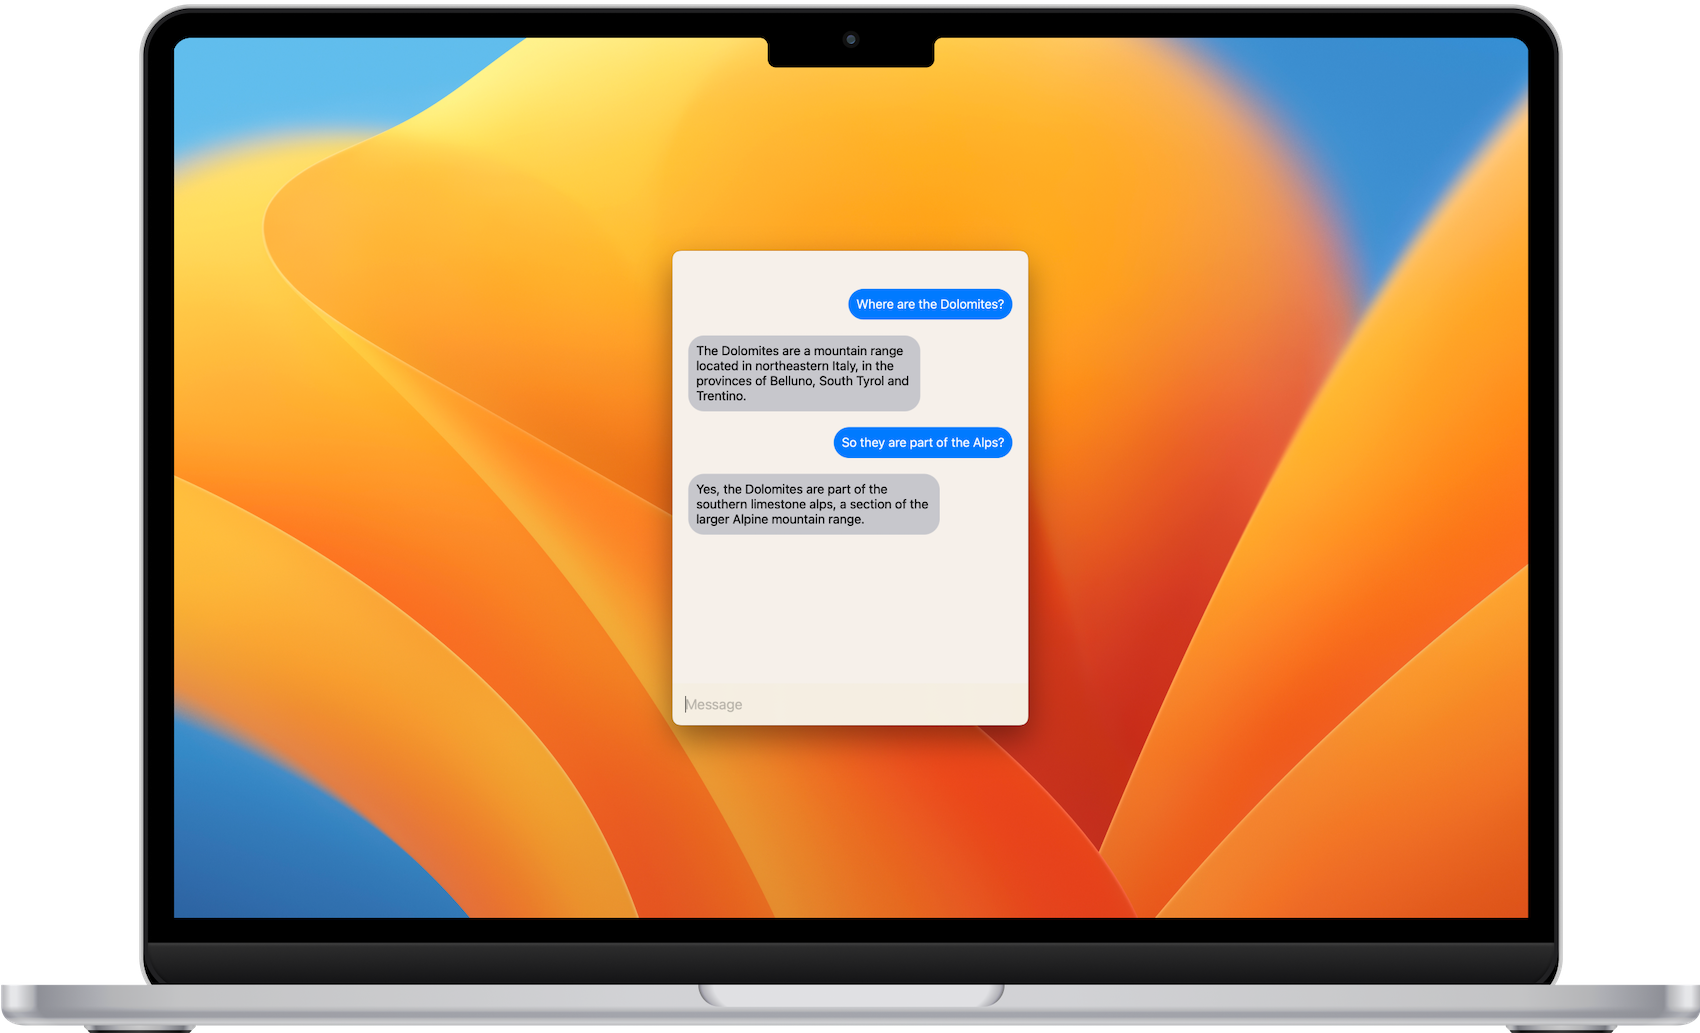 Where are the Dolomites?
The Dolomites are a mountain range
located in northeastern Italy, in the
provinces of Belluno, South Tyrol and
Trentino.
So they are part of the Alps?
Yes, the Dolomites are part of the
southern limestone alps, a section of the
larger Alpine mountain range.
Message